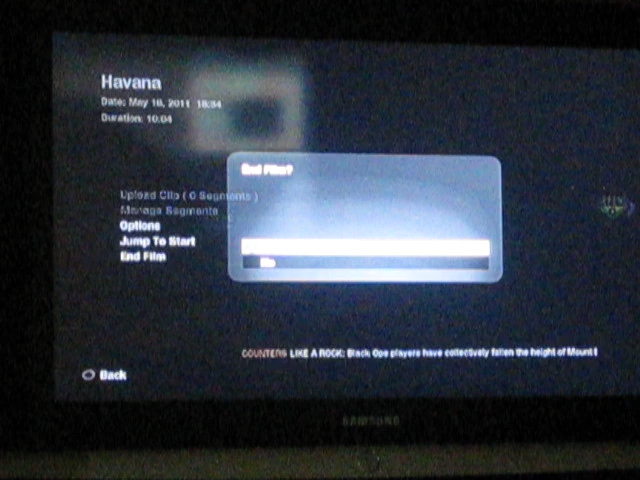 Havana
Date: May 18, 2011 18:34
Duration: 10:04
End Film?
Upload Clip ( 0 Segments )
Manage Segments
Options
Jump To Start
End Film
No
COUNTERS LIKE A ROCK: Black Ops players have collectively fallen the height of Mount
Back
SAMSUNG